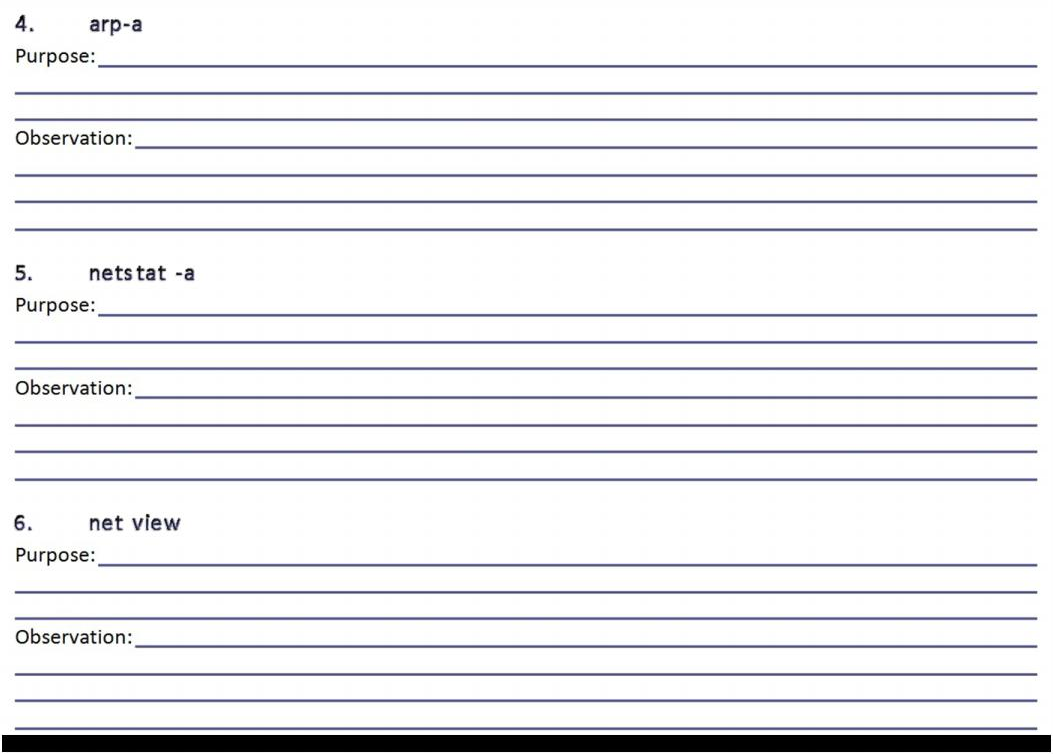 4. arp-a
Purpose:
Observation:
5. netstat -a
Purpose:
Observation:
6. net view
Purpose:
Observation: